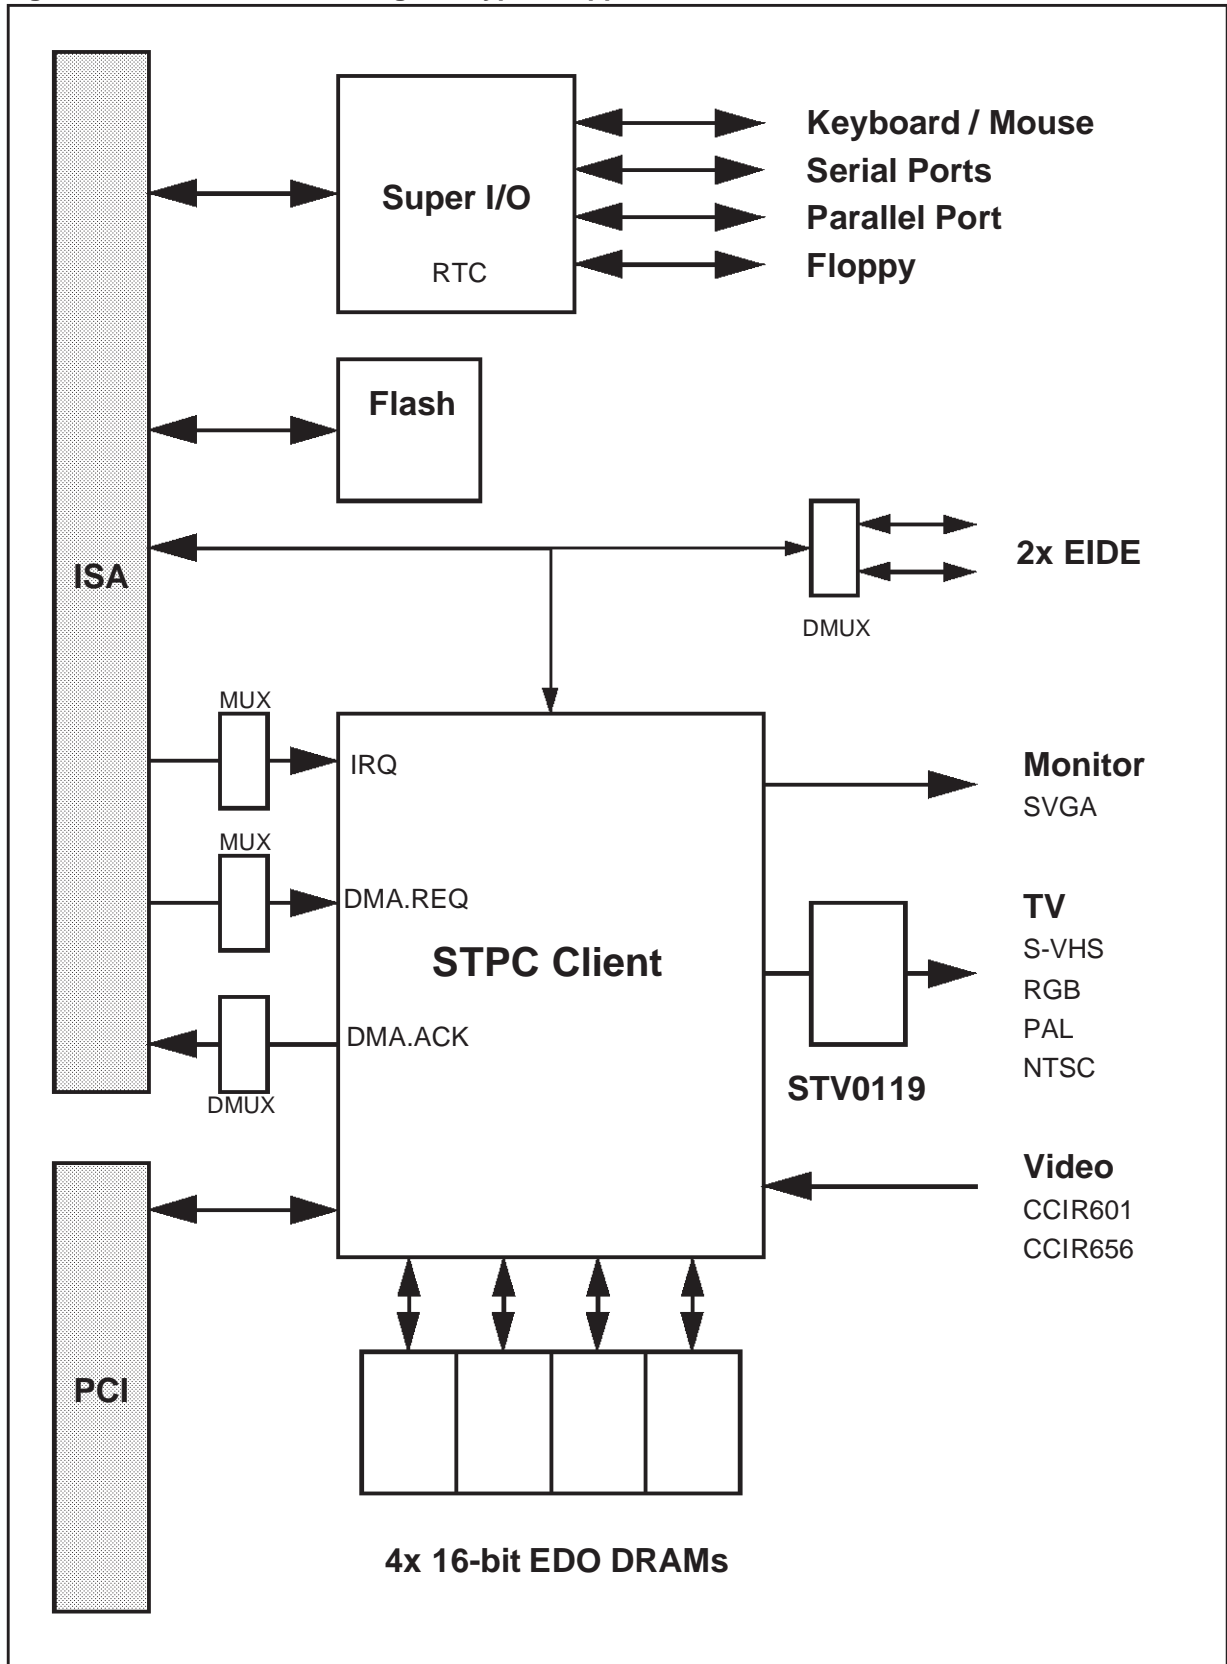 Keyboard / Mouse
Serial Ports
Super I/O
Parallel Port
Floppy
RTC
Flash
2x EIDE
ISA
DMUX
MUX
IRQ
Monitor
SVGA
MUX
DMA.REQ
TV
STPC Client
S-VHS
RGB
PAL
DMA.ACK
NTSC
STV0119
DMUX
Video
CCIR601
CCIR656
PCI
4x 16-bit EDO DRAMs